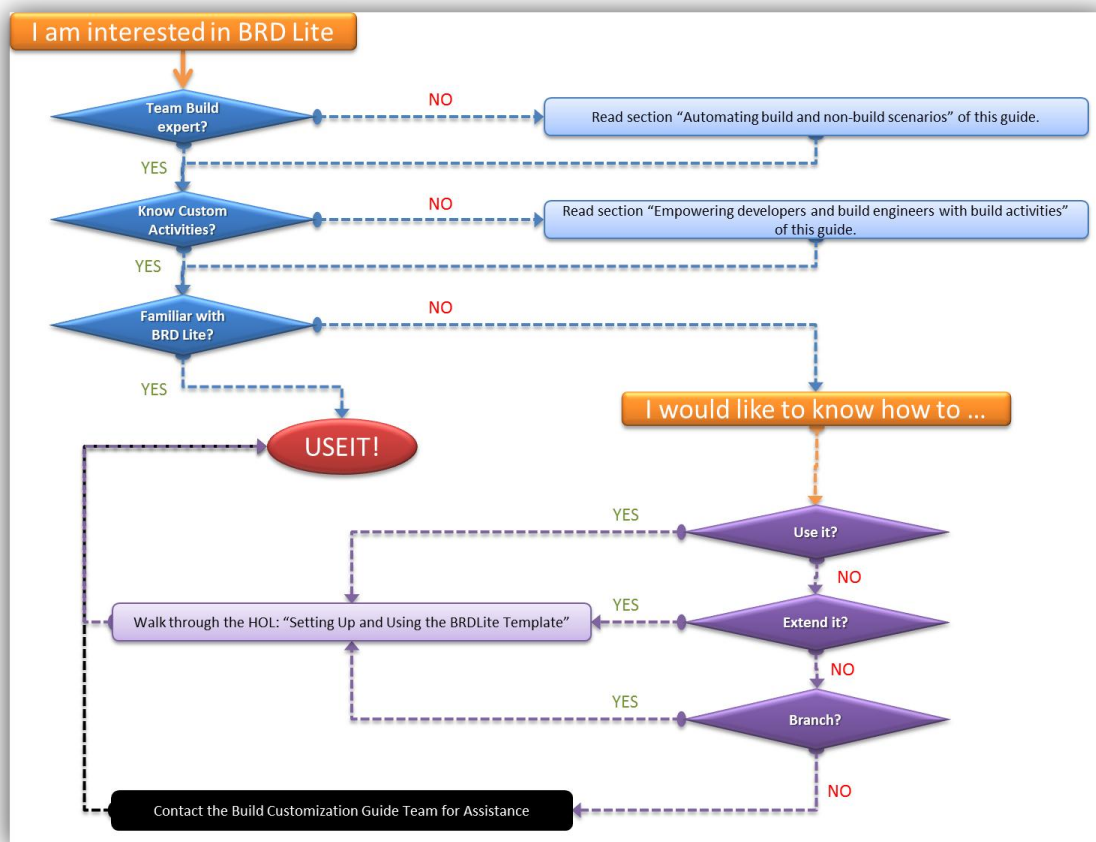 I am interested in BRD Lite
Team Build
expert?
NO
Read section “Automating build and non-build scenarios” of this guide.
YES
Know Custom
Activities?
NO
Read section “Empowering developers and build engineers with build activities”
of this guide.
YES
Familiar with
BRD Lite?
NO
YES
I would like to know how to ...
USEIT!
YES
Use it?
NO
YES
Walk through the HOL: “Setting Up and Using the BRDLite Template”
Extend it?
NO
YES
Branch?
NO
Contact the Build Customization Guide Team for Assistance